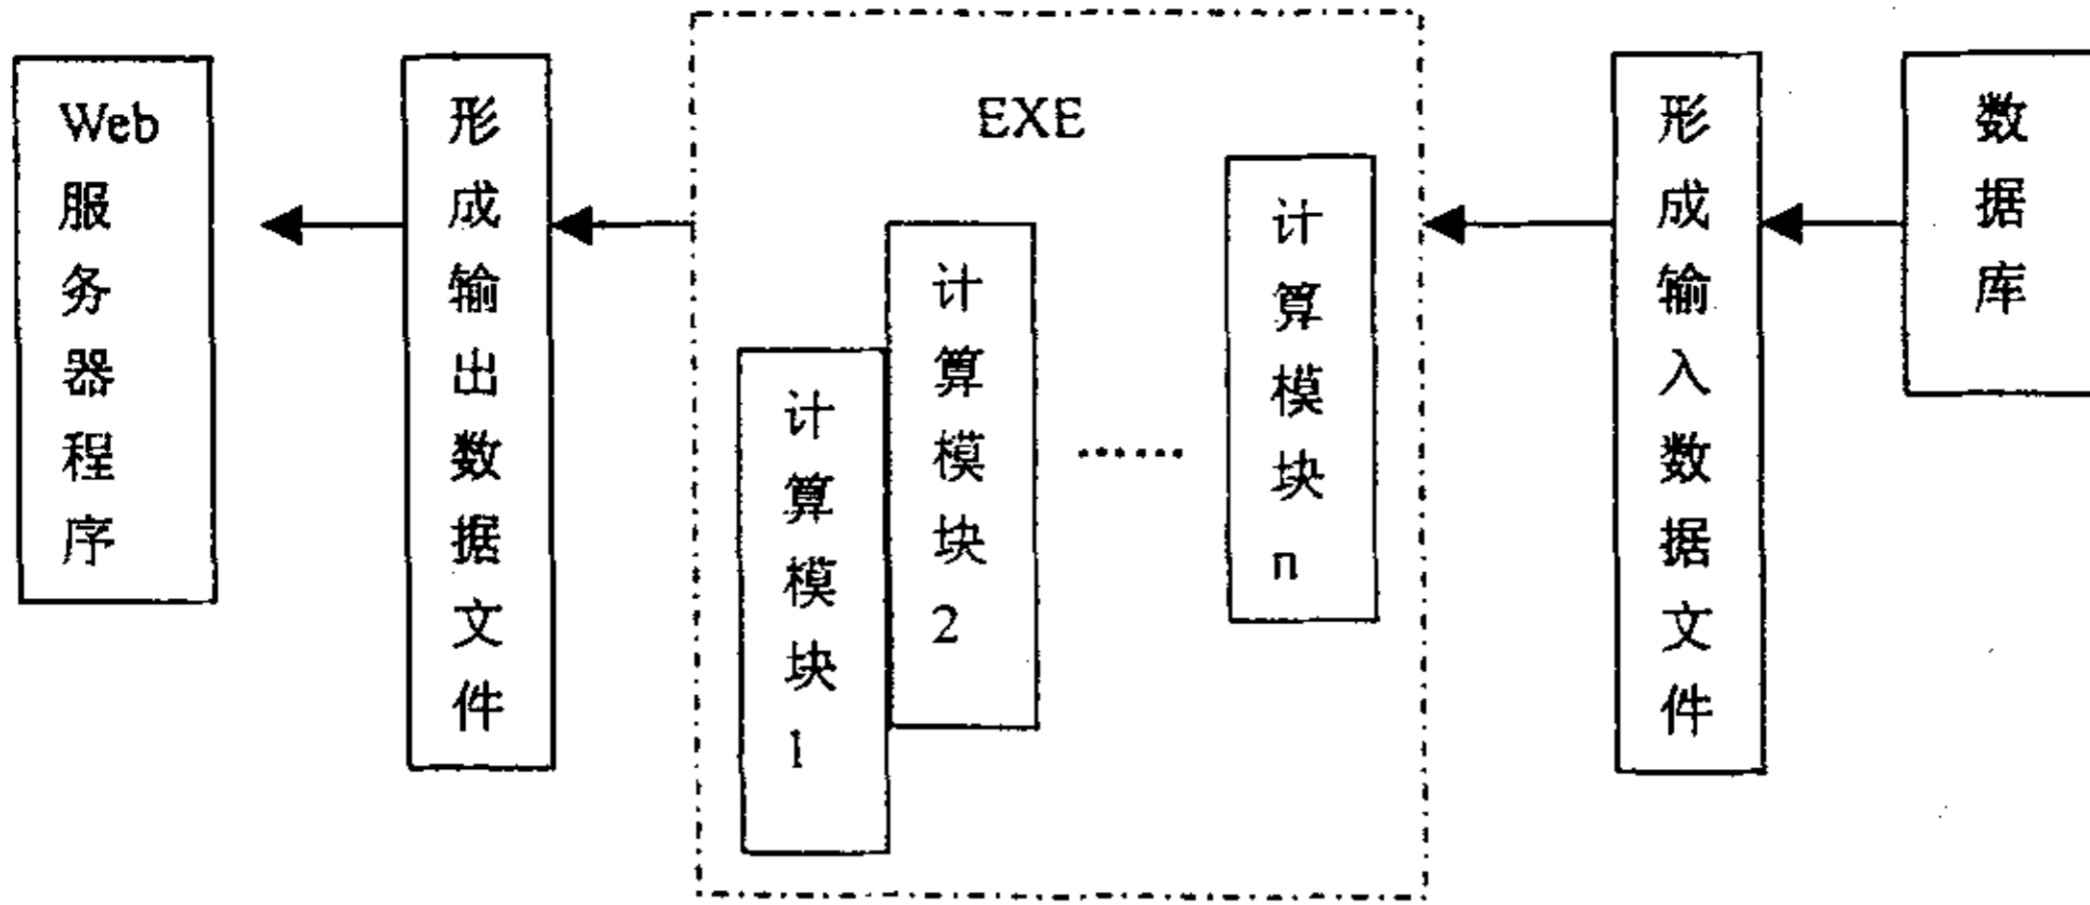 Web服务器程序
形成输出数据文件
EXE
计算模块1
计算模块2
......
计算模块n
形成输入数据文件
数据库